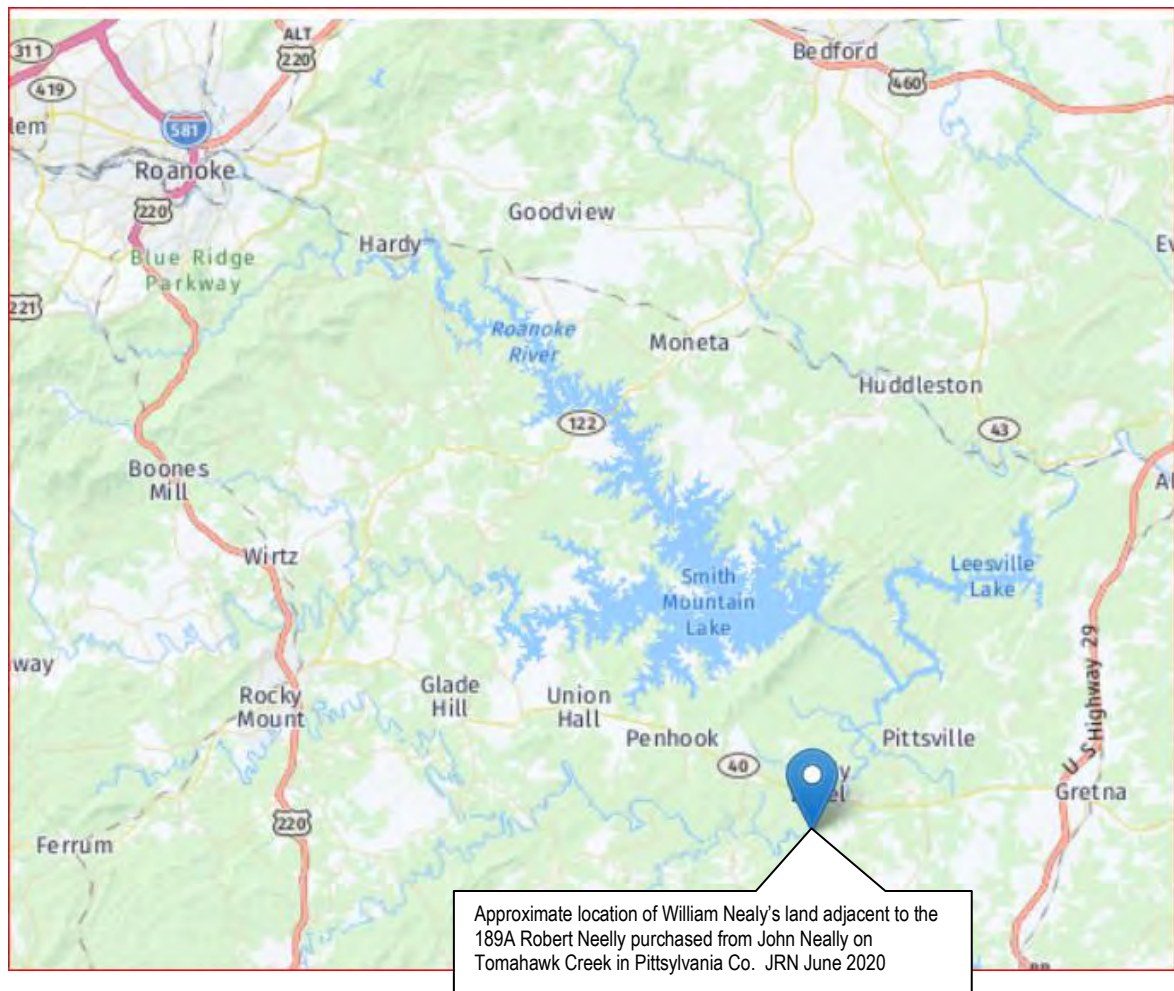 311
ALT
220
Bedford
460
419
lem
581
Roanoke
220
Goodview
Hardy
Ev
Blue Ridge
Parkway
221
Roanoke
River
Moneta
Huddleston
122
43
Boones
Mill
Al
Wirtz
Leesville
Lake
Smith
Mountain
Lake
way
U S Highway 29
Rocky
Mount
Glade
Hill
Union
Hall
Penhook
Pittsville
40
y
el
Gretna
220
Ferrum
Approximate location of William Nealy's land adjacent to the
189A Robert Neelly purchased from John Neally on
Tomahawk Creek in Pittsylvania Co. JRN June 2020